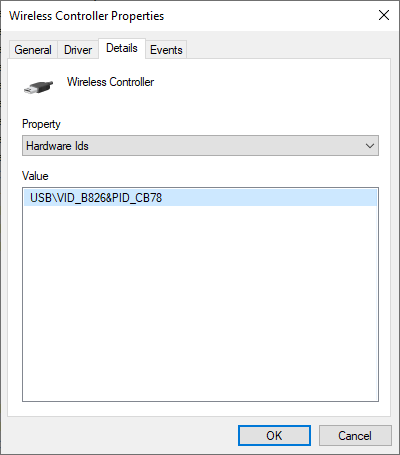 Wireless Controller Properties
General Driver Details Events
Wireless Controller
Property
Hardware Ids
Value
USB\VID_B826&PID_CB78
OK Cancel